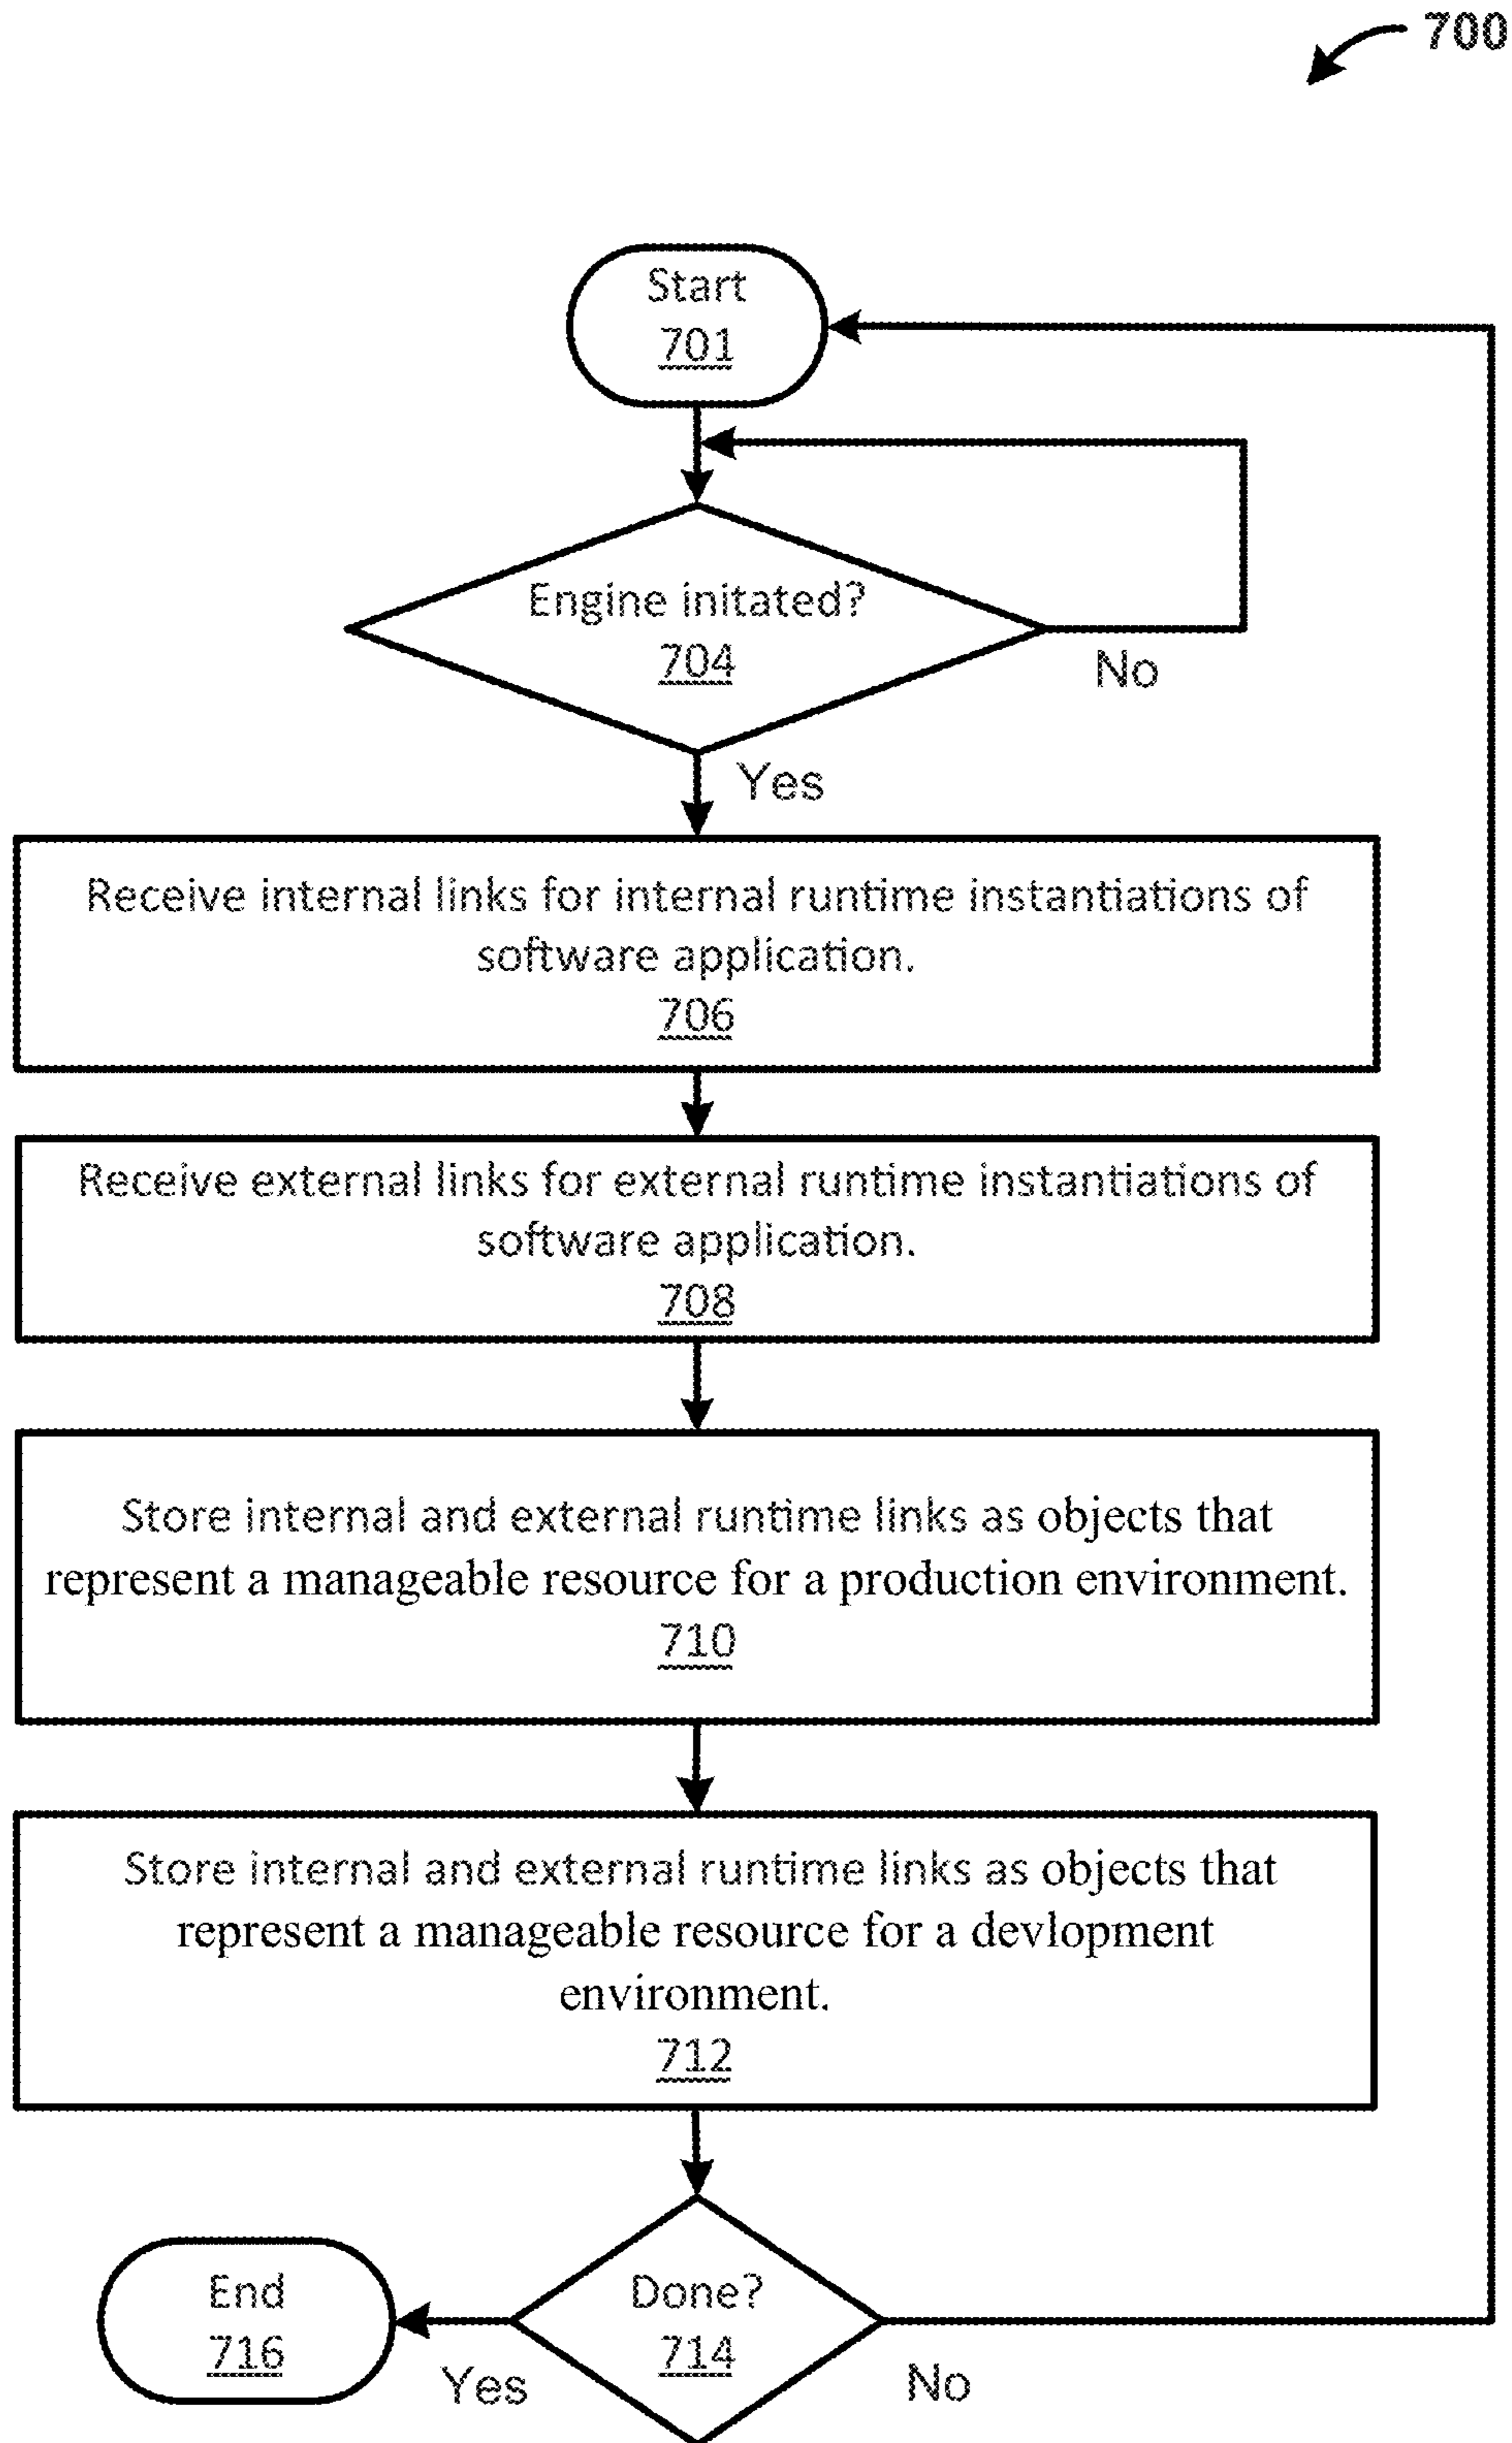 700
Start
701
Engine initated?
704
No
Yes
Receive internal links for internal runtime instantiations of
software application.
706
Receive external links for external runtime instantiations of
software application.
708
Store internal and external runtime links as objects that
represent a manageable resource for a production environment.
710
Store internal and external runtime links as objects that
represent a manageable resource for a devlopment
environment.
712
End
716
Done?
714
Yes
No